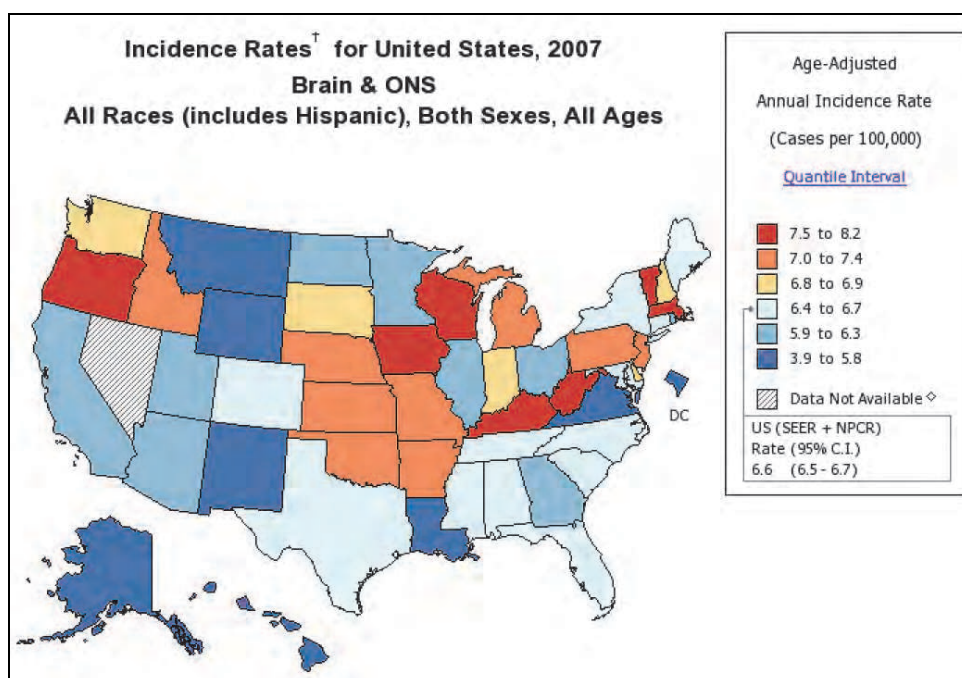 Incidence Rates† for United States, 2007
Brain & ONS
All Races (includes Hispanic), Both Sexes, All Ages
Age-Adjusted
Annual Incidence Rate
(Cases per 100,000)
Quantile Interval
7.5 to 8.2
7.0 to 7.4
6.8 to 6.9
6.4 to 6.7
5.9 to 6.3
3.9 to 5.8
Data Not Available ◇
US (SEER + NPCR)
Rate (95% C.I.)
6.6 (6.5 - 6.7)
DC